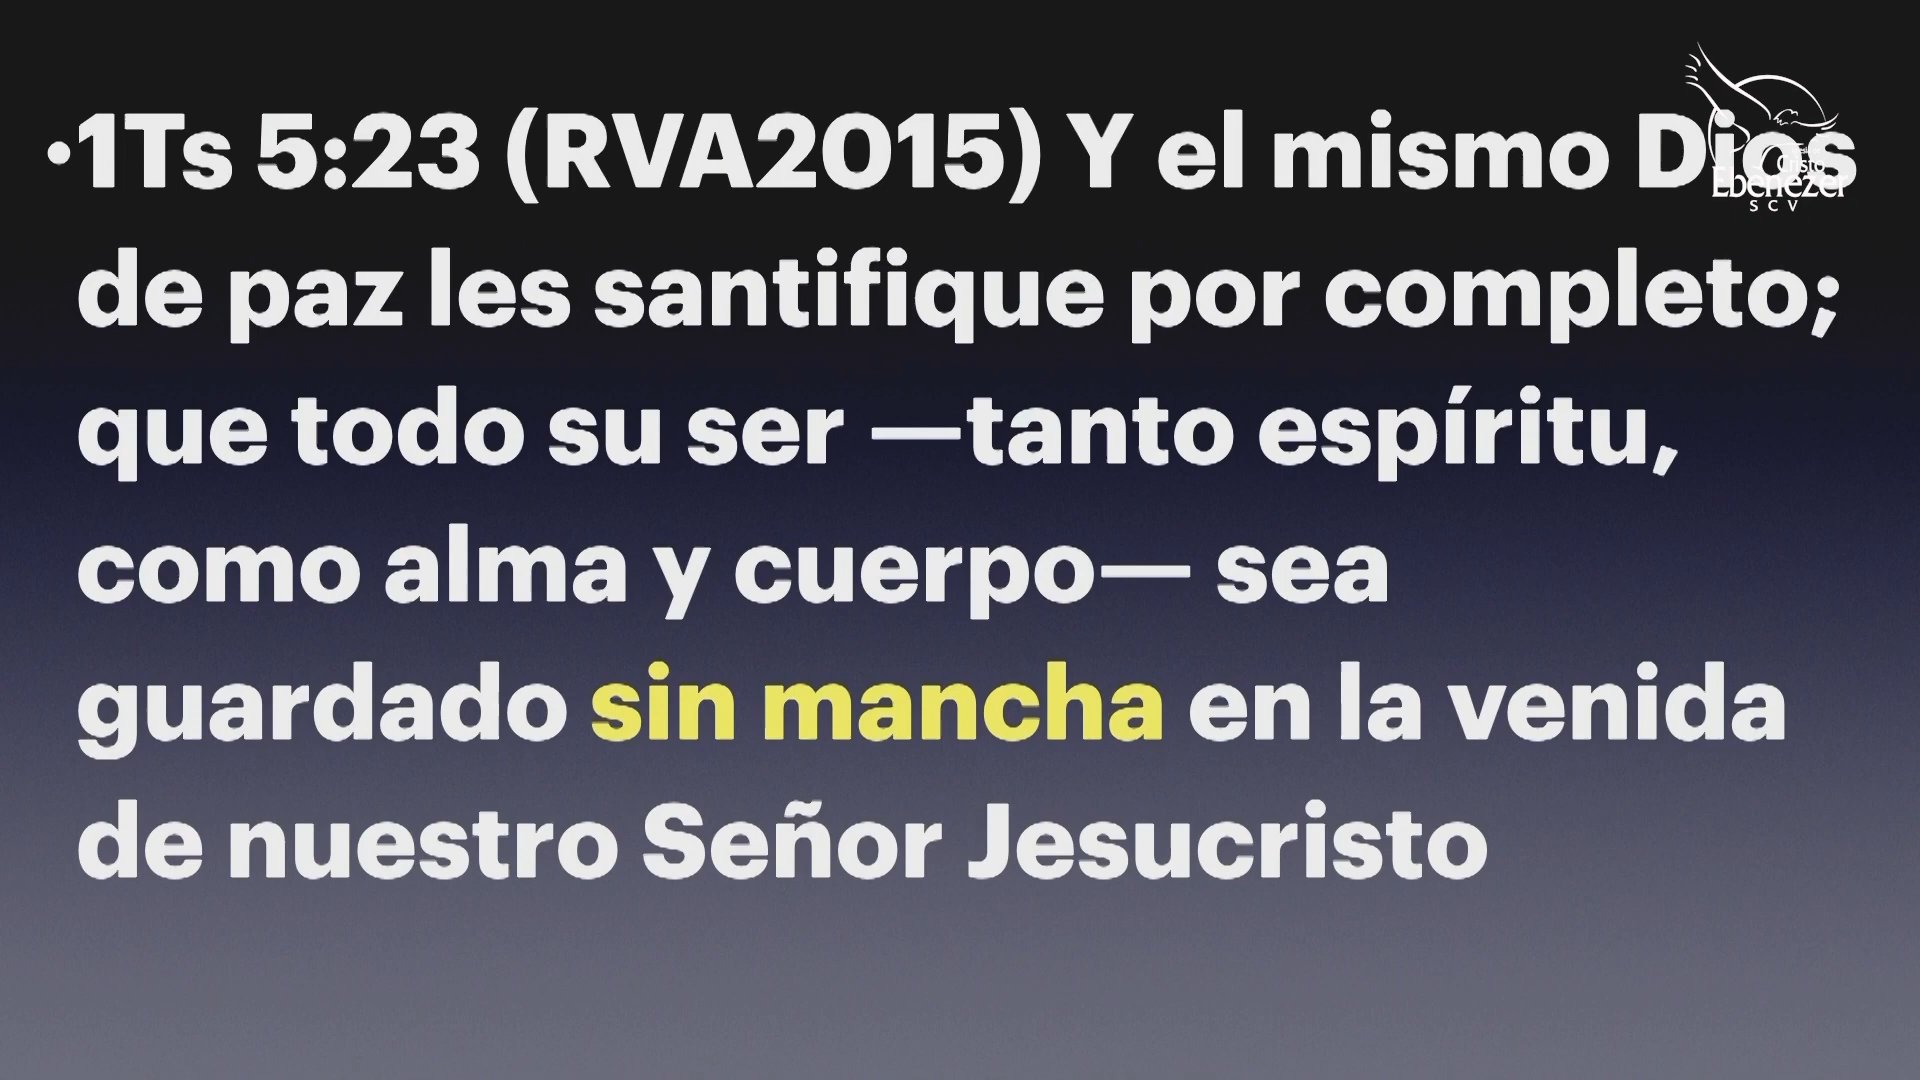 •1Ts 5:23 (RVA2015) Y el mismo Dios
de paz les santifique por completo;
que todo su ser —tanto espíritu,
como alma y cuerpo— sea
guardado sin mancha en la venida
de nuestro Señor Jesucristo
Cristo
Ebenezer
SCV